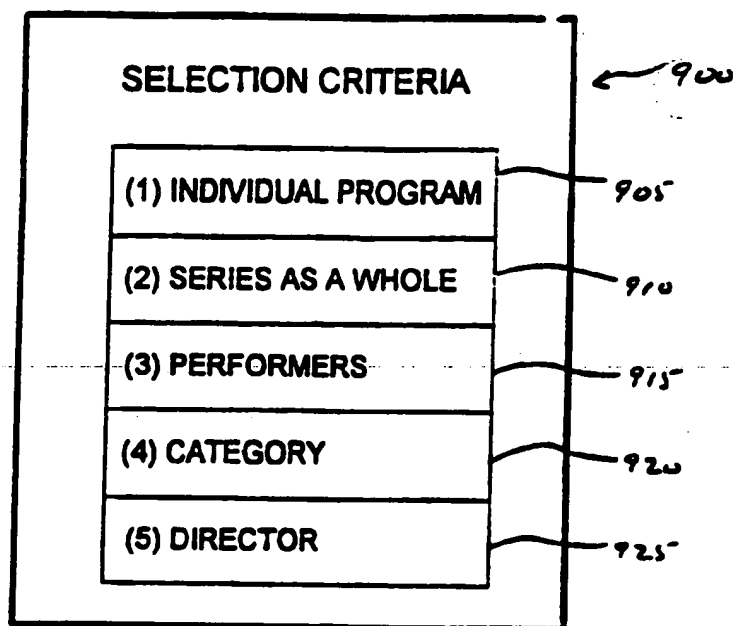 SELECTION CRITERIA
900
(1) INDIVIDUAL PROGRAM
905
(2) SERIES AS A WHOLE
910
(3) PERFORMERS
915
(4) CATEGORY
920
(5) DIRECTOR
925